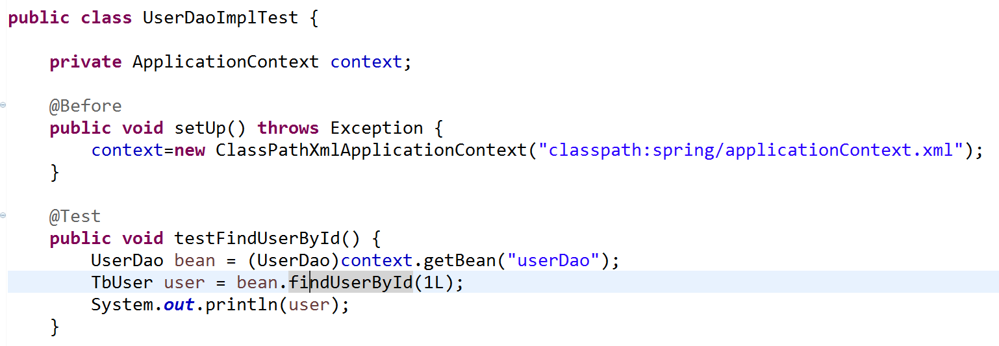 public class UserDaoImplTest {
private ApplicationContext context;
@Before
public void setUp() throws Exception {
context=new ClassPathXmlApplicationContext("classpath:spring/applicationContext.xml");
}
@Test
public void testFindUserById() {
UserDao bean = (UserDao)context.getBean("userDao");
TbUser user = bean.findUserById(1L);
System.out.println(user);
}